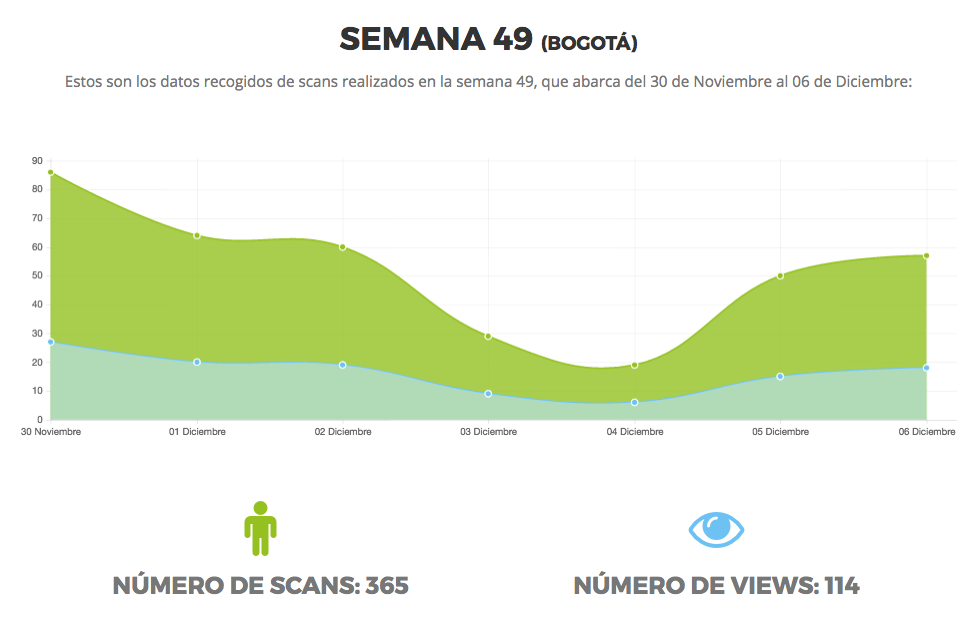 SEMANA 49 (BOGOTÁ)
Estos son los datos recogidos de scans realizados en la semana 49, que abarca del 30 de Noviembre al 06 de Diciembre:
90
80
70
60
50
40
30
20
10
0
30 Noviembre 01 Diciembre 02 Diciembre 03 Diciembre 04 Diciembre 05 Diciembre 06 Diciembre
NÚMERO DE SCANS: 365 NÚMERO DE VIEWS: 114